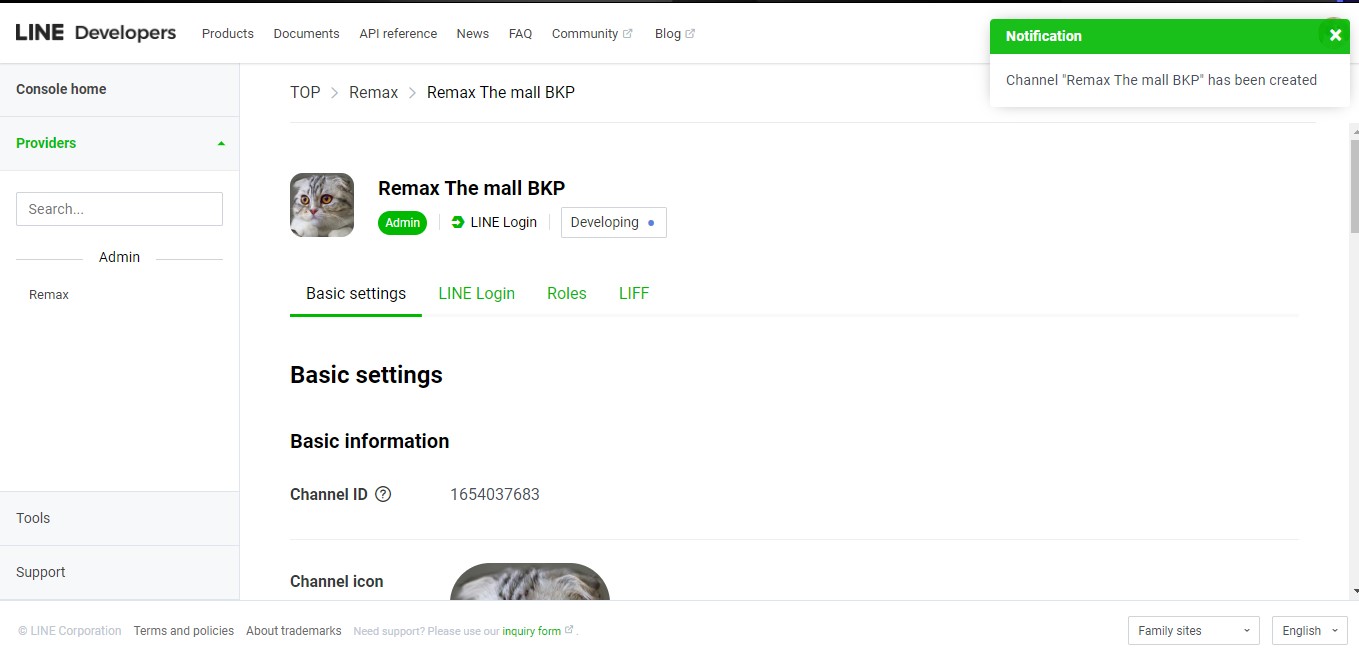 LINE Developers
Products Documents API reference News FAQ Community Blog
Notification
Channel "Remax The mall BKP" has been created
Console home
Providers
Search...
Admin
Remax
Tools
Support
TOP > Remax > Remax The mall BKP
Remax The mall BKP
Admin LINE Login Developing
Basic settings LINE Login Roles LIFF
Basic settings
Basic information
Channel ID ? 1654037683
Channel icon
© LINE Corporation Terms and policies About trademarks Need support? Please use our inquiry form .
Family sites English